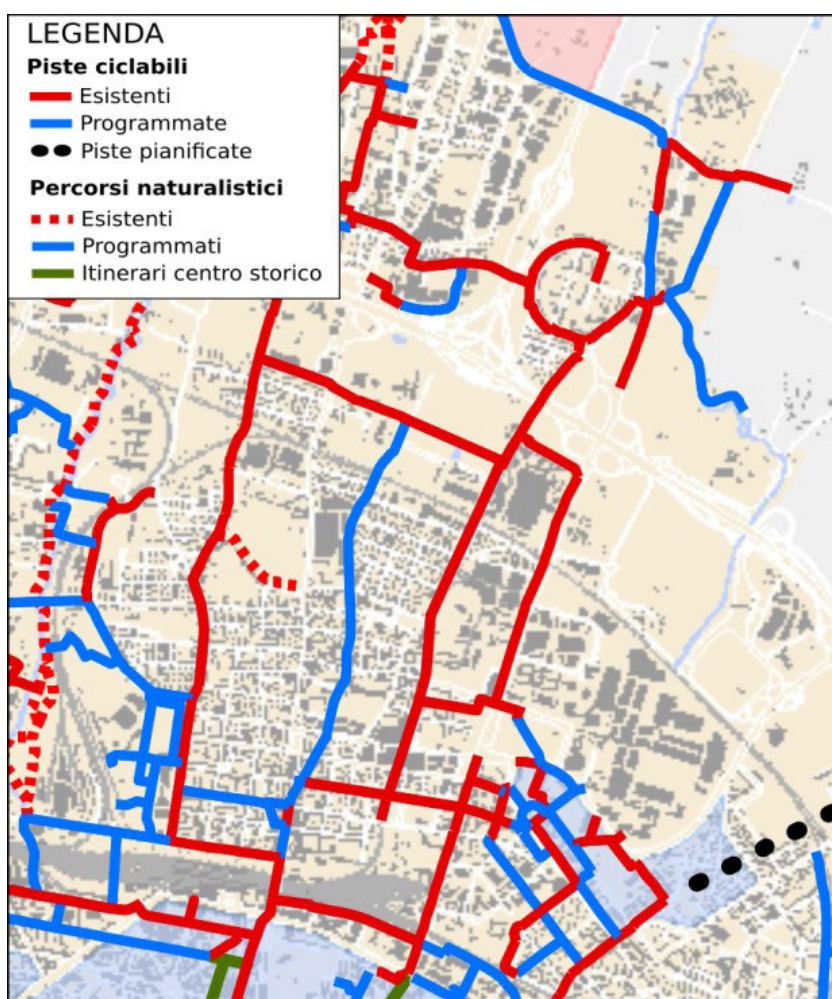 LEGENDA
Piste ciclabili
Esistenti
Programmate
Piste pianificate
Percorsi naturalistici
Esistenti
Programmati
Itinerari centro storico